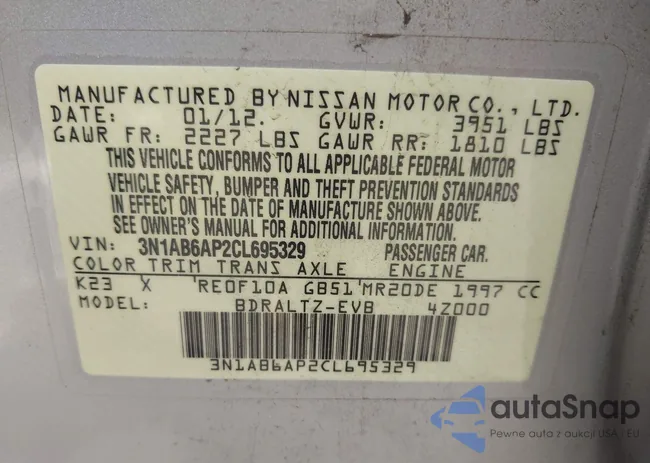 MANUFACTURED BY NISSAN MOTOR CO., LTD.
DATE: 01/12. GVWR: 3951 LBS
GAWR FR: 2227 LBS GAWR RR: 1810 LBS
THIS VEHICLE CONFORMS TO ALL APPLICABLE FEDERAL MOTOR
VEHICLE SAFETY, BUMPER AND THEFT PREVENTION STANDARDS
IN EFFECT ON THE DATE OF MANUFACTURE SHOWN ABOVE.
SEE OWNER'S MANUAL FOR ADDITIONAL INFORMATION.
VIN: 3N1AB6AP2CL695329 PASSENGER CAR.
COLOR TRIM TRANS AXLE ENGINE
K23 X 'RE0F10A GB51'MR20DE 1997 CC
MODEL: BDRALTZ-EVB 4Z000
3N1AB6AP2CL695329
autaSnap
Pewne auta z aukcji USA - EU